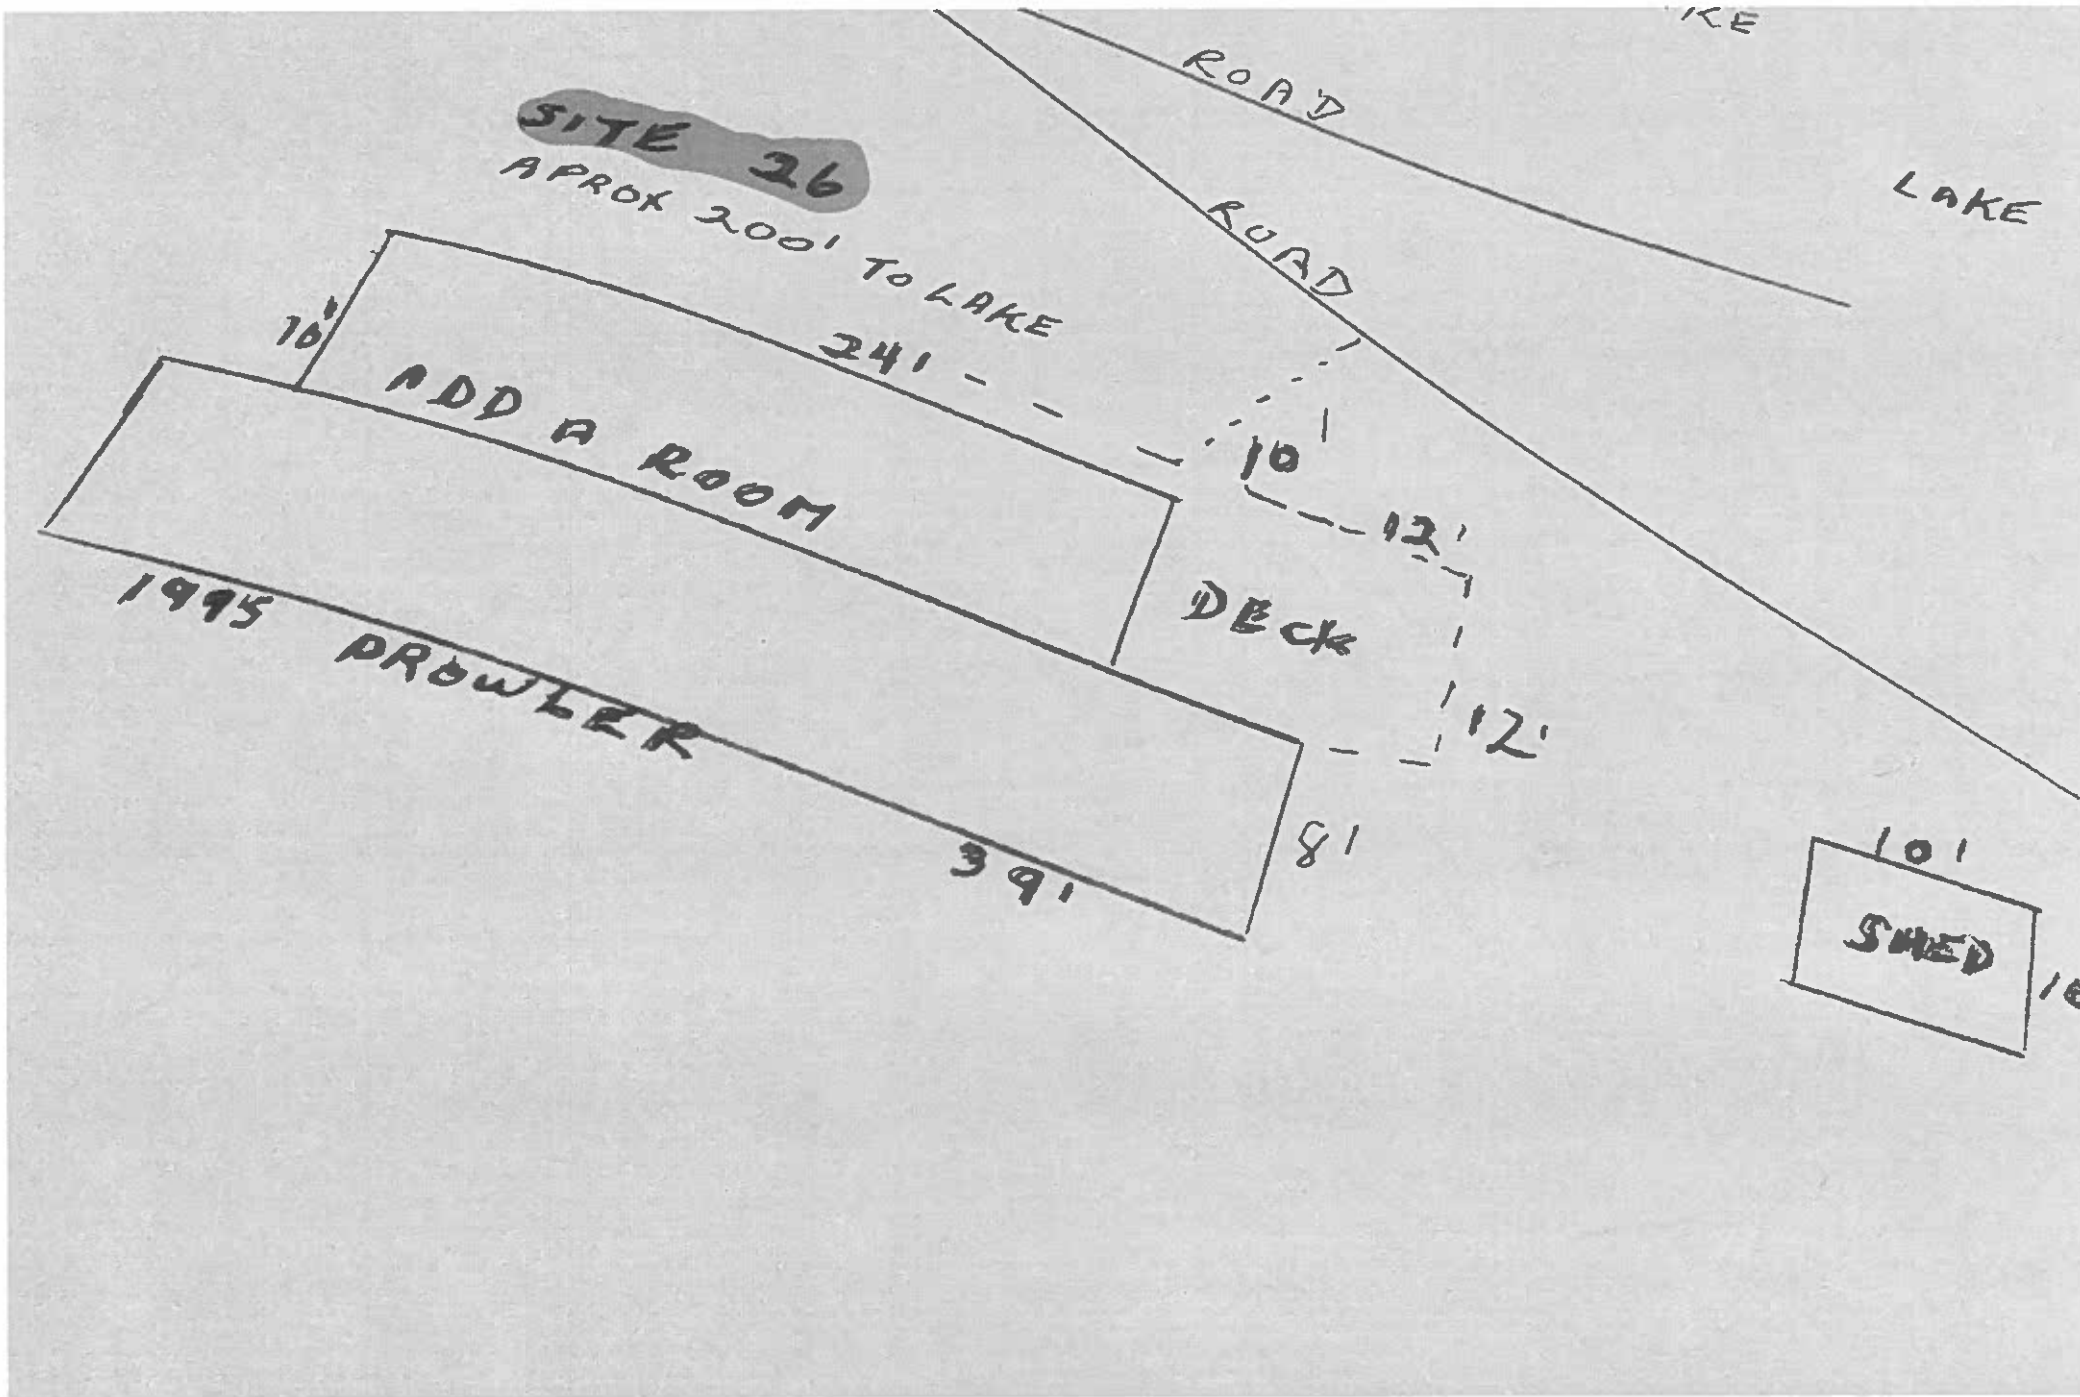 ROAD
SITE 26
APROX 200' TO LAKE
LAKE
ROAD
10'
24'
ADD A ROOM
10'
12'
DECK
12'
1995 PROWLER
39'
8'
10'
SHED